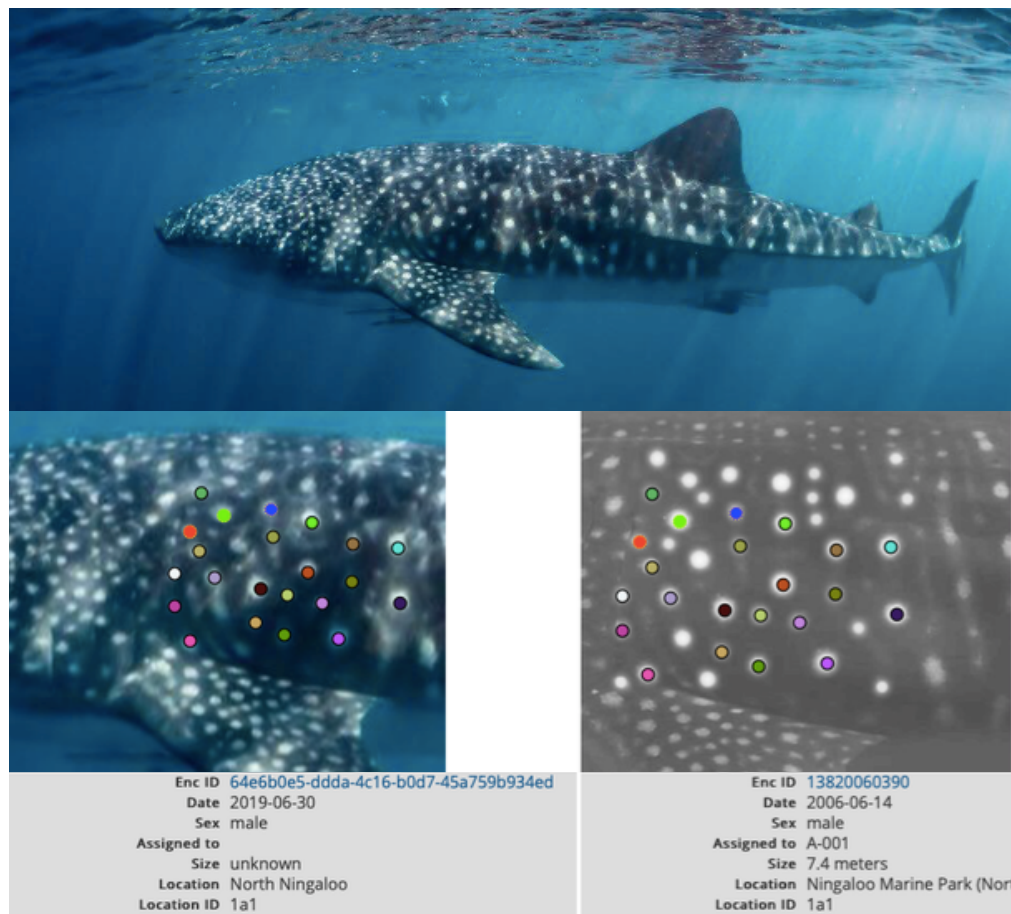 Enc ID 64e6b0e5-ddda-4c16-b0d7-45a759b934ed
Date 2019-06-30
Sex male
Assigned to
Size unknown
Location North Ningaloo
Location ID 1a1
Enc ID 13820060390
Date 2006-06-14
Sex male
Assigned to A-001
Size 7.4 meters
Location Ningaloo Marine Park (Nor
Location ID 1a1